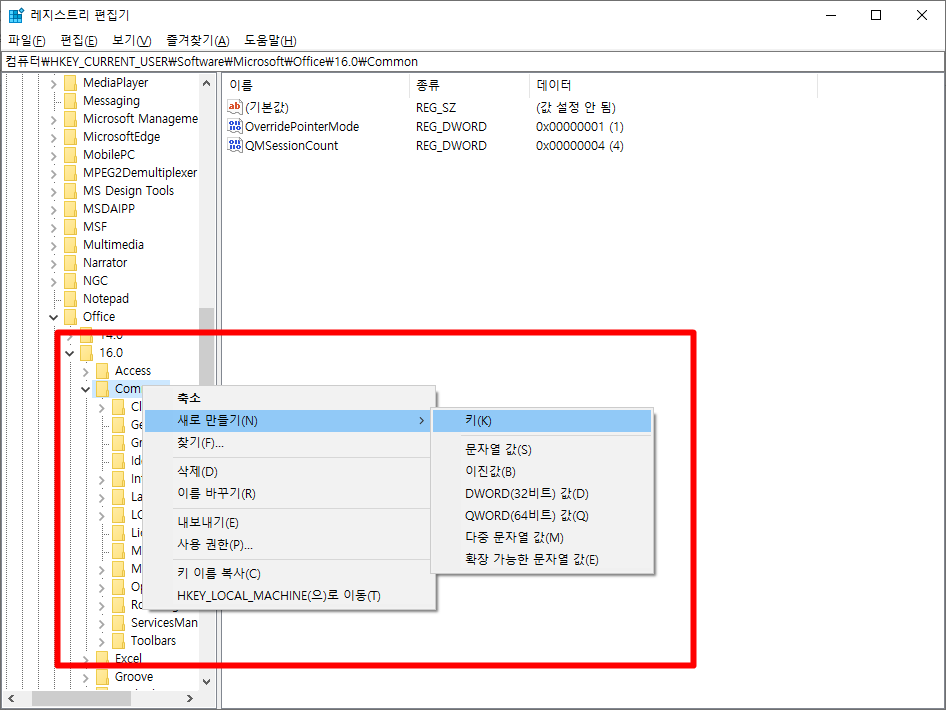 레지스트리 편집기
파일(F) 편집(E) 보기(V) 즐겨찾기(A) 도움말(H)
컴퓨터₩HKEY_CURRENT_USER₩Software₩Microsoft₩Office₩16.0₩Common
MediaPlayer
Messaging
Microsoft Manageme
MicrosoftEdge
MobilePC
MPEG2Demultiplexer
MS Design Tools
MSDAIPP
MSF
Multimedia
Narrator
NGC
Notepad
Office
14.0
16.0
Access
Com
Cl
Ge
Gr
Ide
Int
La
LC
Lic
M
M
Op
Ro
ServicesMan
Toolbars
Excel
Groove
이름 종류 데이터
ab (기본값) REG_SZ (값 설정 안 됨)
OverridePointerMode REG_DWORD 0x00000001 (1)
QMSessionCount REG_DWORD 0x00000004 (4)
축소
새로 만들기(N)
찾기(F)...
삭제(D)
이름 바꾸기(R)
내보내기(E)
사용 권한(P)...
키 이름 복사(C)
HKEY_LOCAL_MACHINE(으)로 이동(T)
키(K)
문자열 값(S)
이진값(B)
DWORD(32비트) 값(D)
QWORD(64비트) 값(Q)
다중 문자열 값(M)
확장 가능한 문자열 값(E)